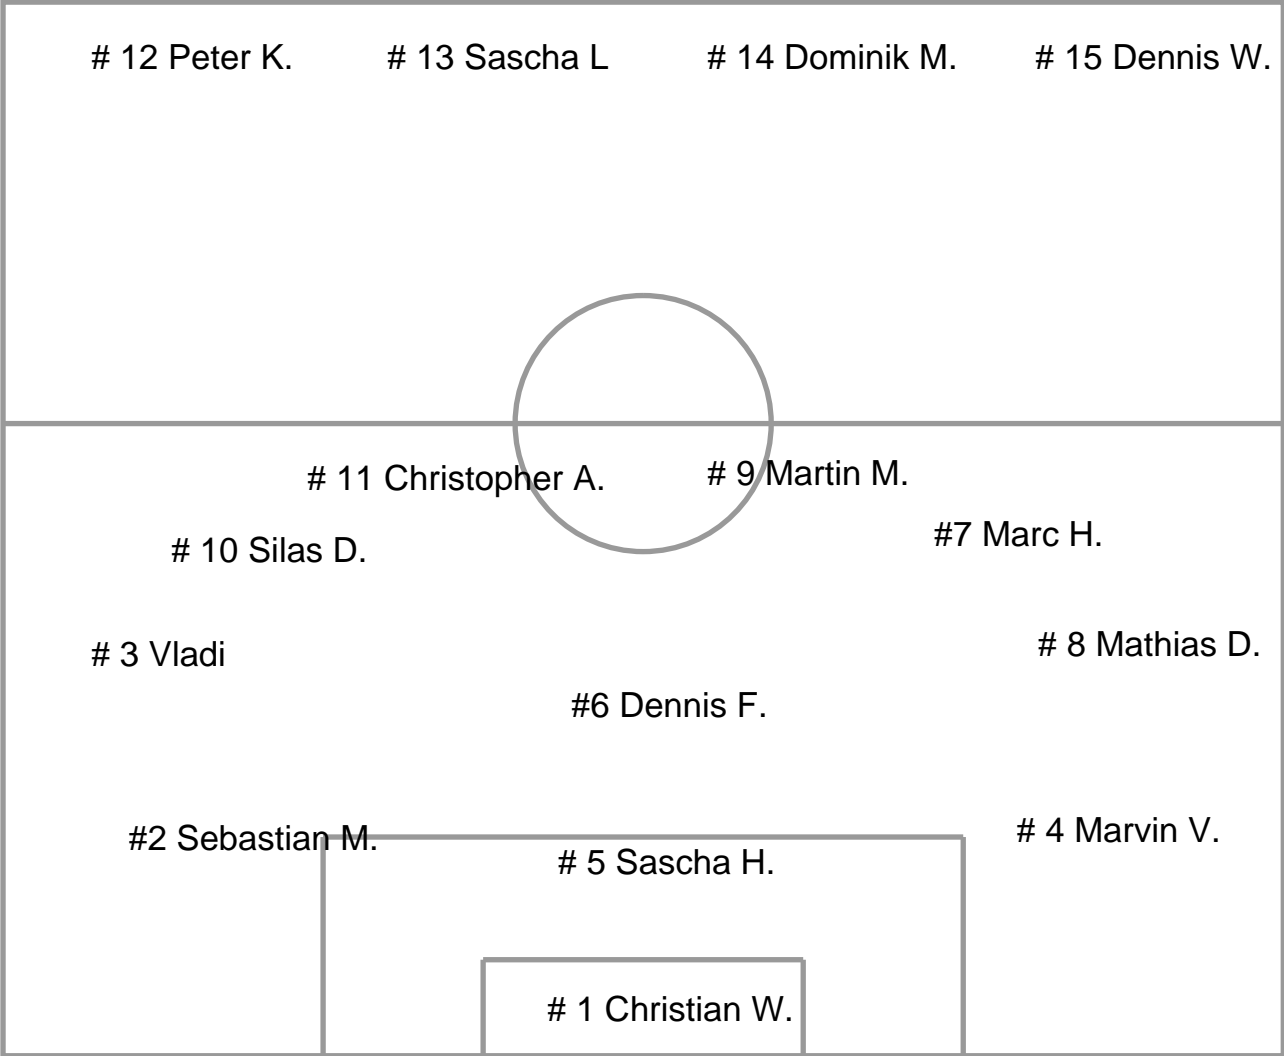 # 12 Peter K.
# 13 Sascha L
# 14 Dominik M.
# 15 Dennis W.
# 11 Christopher A.
# 9 Martin M.
#7 Marc H.
# 10 Silas D.
# 3 Vladi
# 8 Mathias D.
#6 Dennis F.
#2 Sebastian M.
# 4 Marvin V.
# 5 Sascha H.
# 1 Christian W.